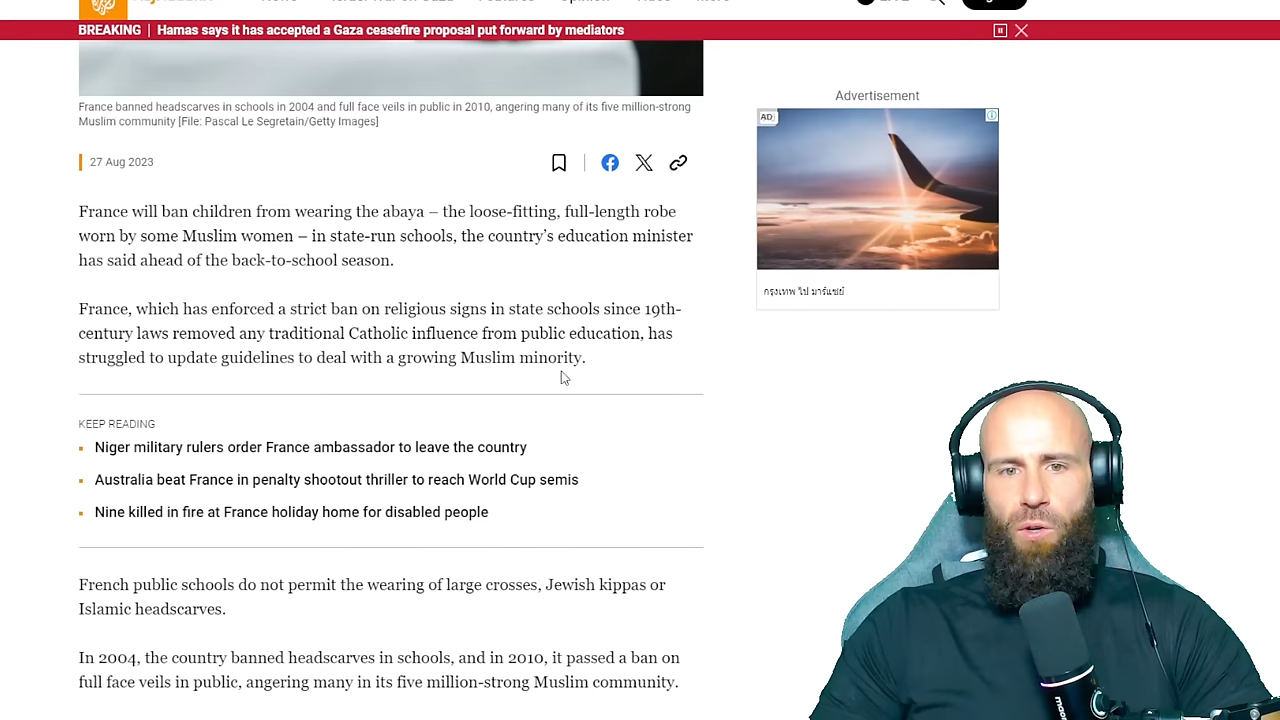 BREAKING | Hamas says it has accepted a Gaza ceasefire proposal put forward by mediators
France banned headscarves in schools in 2004 and full face veils in public in 2010, angering many of its five million-strong
Muslim community [File: Pascal Le Segretain/Getty Images]
27 Aug 2023
France will ban children from wearing the abaya – the loose-fitting, full-length robe
worn by some Muslim women – in state-run schools, the country’s education minister
has said ahead of the back-to-school season.
France, which has enforced a strict ban on religious signs in state schools since 19th-
century laws removed any traditional Catholic influence from public education, has
struggled to update guidelines to deal with a growing Muslim minority.
KEEP READING
Niger military rulers order France ambassador to leave the country
Australia beat France in penalty shootout thriller to reach World Cup semis
Nine killed in fire at France holiday home for disabled people
French public schools do not permit the wearing of large crosses, Jewish kippas or
Islamic headscarves.
In 2004, the country banned headscarves in schools, and in 2010, it passed a ban on
full face veils in public, angering many in its five million-strong Muslim community.
Advertisement
AD
กรุงเทพ ไป มาร์แซย์